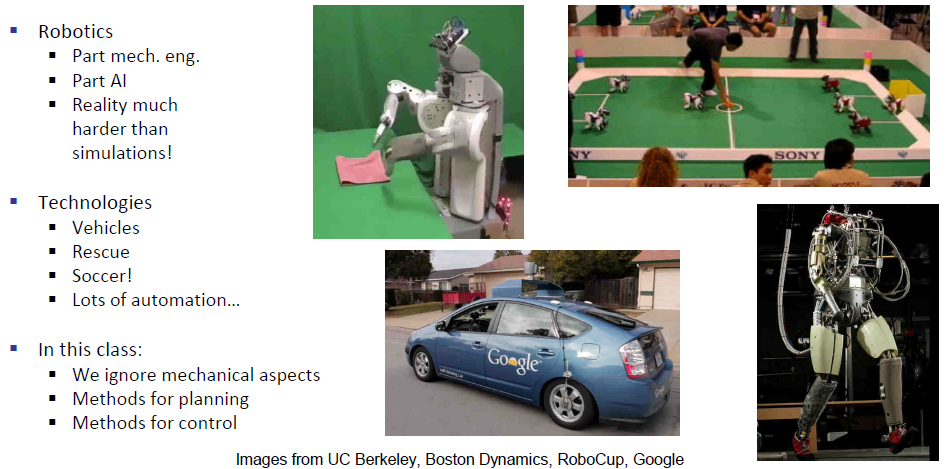 Robotics
Part mech. eng.
Part AI
Reality much
harder than
simulations!
Technologies
Vehicles
Rescue
Soccer!
Lots of automation…
In this class:
We ignore mechanical aspects
Methods for planning
Methods for control
SONY
Google
Images from UC Berkeley, Boston Dynamics, RoboCup, Google